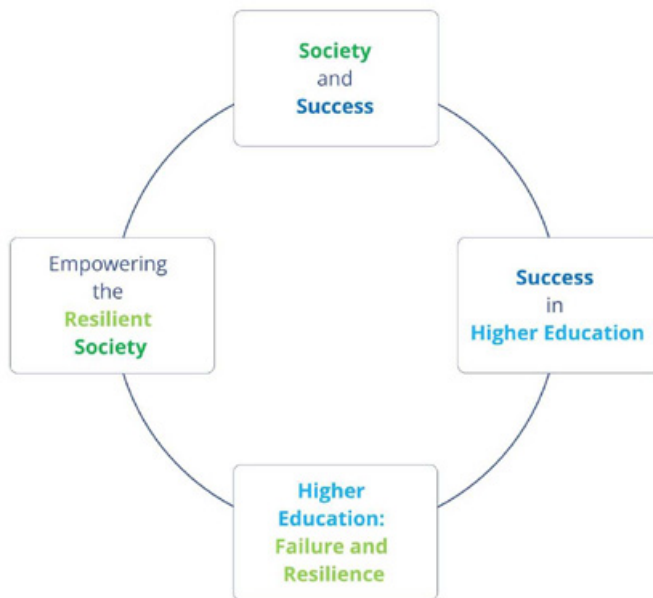 Society
and
Success
Success
in
Higher Education
Higher
Education:
Failure and
Resilience
Empowering
the
Resilient
Society